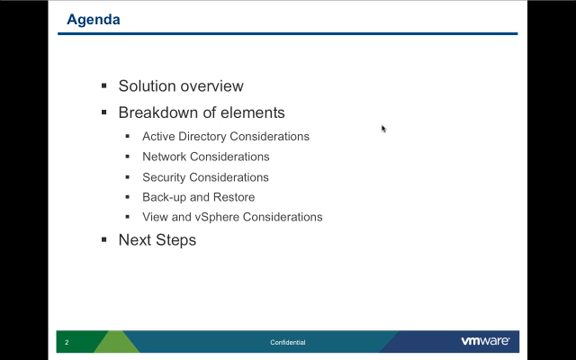 Agenda
▪ Solution overview
▪ Breakdown of elements
▪ Active Directory Considerations
▪ Network Considerations
▪ Security Considerations
▪ Back-up and Restore
▪ View and vSphere Considerations
▪ Next Steps
2 Confidential vmware